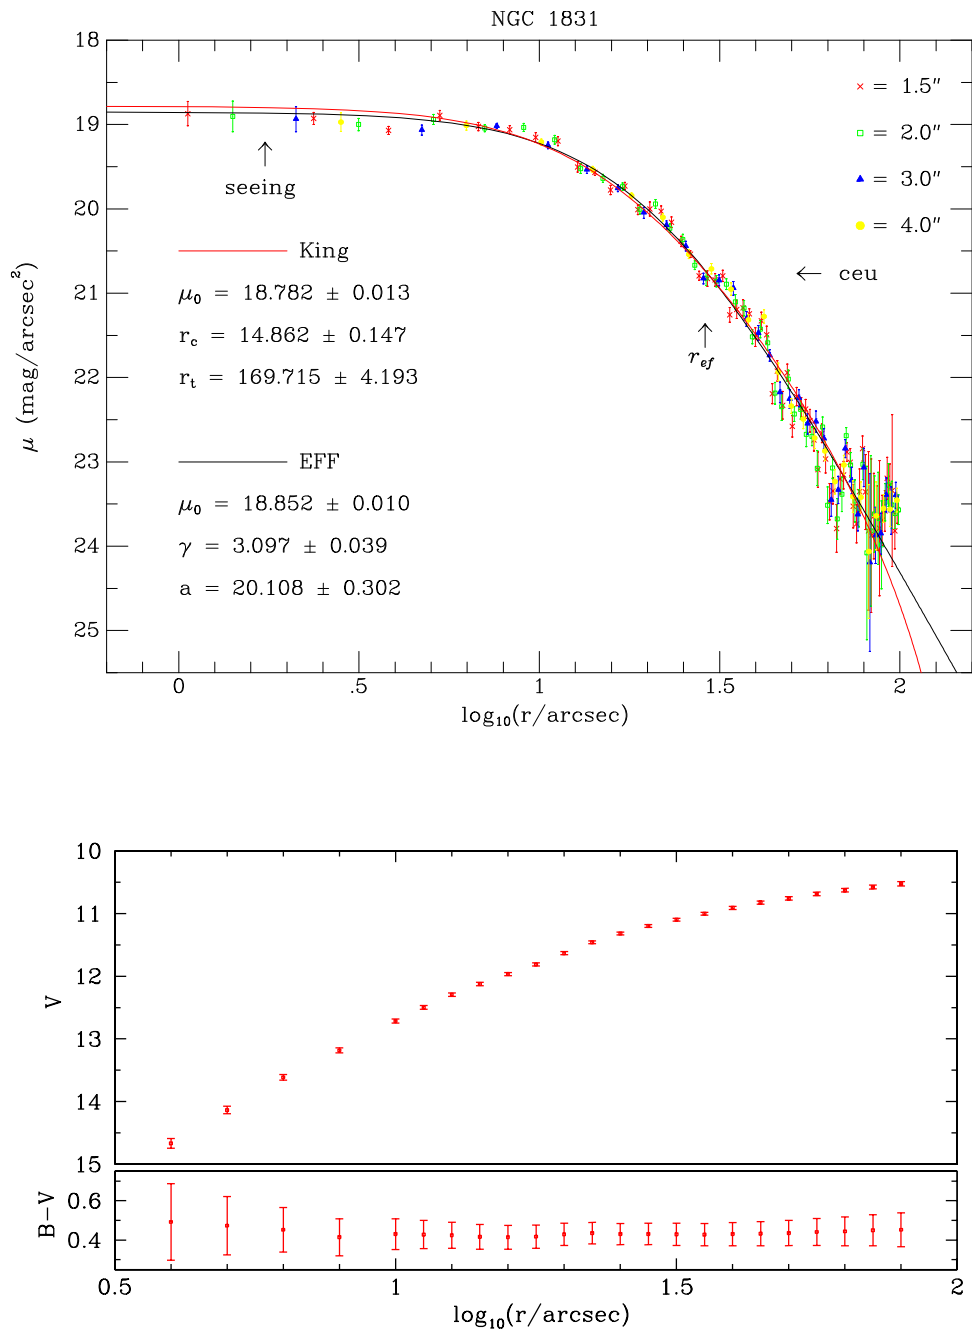 NGC 1831
18
19
20
21
22
23
24
25
μ (mag/arcsec²)
= 1.5"
= 2.0"
= 3.0"
= 4.0"
seeing
King
μ₀ = 18.782 ± 0.013
r_c = 14.862 ± 0.147
r_t = 169.715 ± 4.193
← ceu
r_ef
EFF
μ₀ = 18.852 ± 0.010
γ = 3.097 ± 0.039
a = 20.108 ± 0.302
0 .5 1 1.5 2
log₁₀(r/arcsec)
10
11
12
13
14
15
V
0.6
0.4
B-V
0.5 1 1.5 2
log₁₀(r/arcsec)